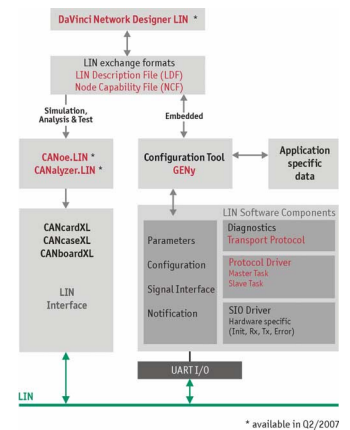 DaVinci Network Designer LIN *
LIN exchange formats
LIN Description File (LDF)
Node Capability File (NCF)
Simulation,
Analysis & Test
Embedded
CANoe.LIN *
CANalyzer.LIN *
Configuration Tool
GENy
Application
specific
data
CANcardXL
CANcaseXL
CANboardXL
LIN
Interface
LIN Software Components
Parameters
Configuration
Signal Interface
Notification
Diagnostics
Transport Protocol
Protocol Driver
Master Task
Slave Task
SIO Driver
Hardware specific
(Init, Rx, Tx, Error)
UART I/O
LIN
* available in Q2/2007